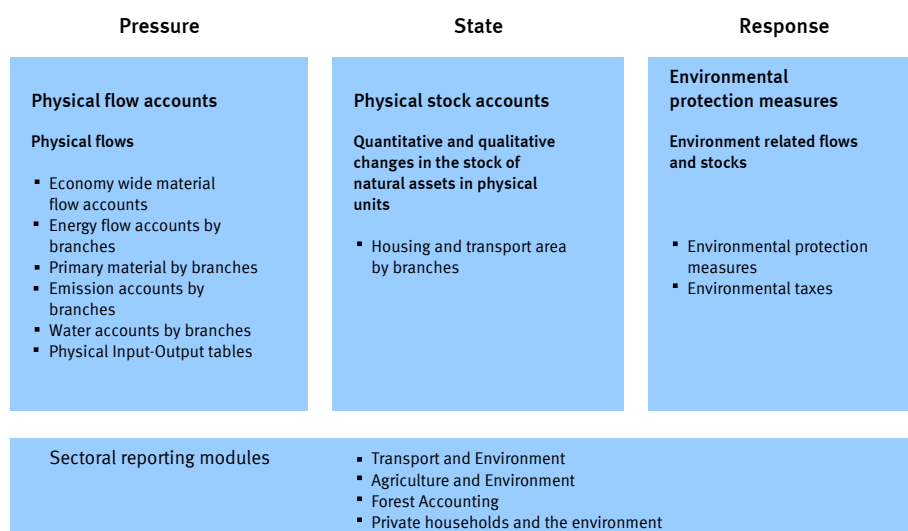 Pressure
State
Response
Physical flow accounts
Physical flows
▪ Economy wide material
flow accounts
▪ Energy flow accounts by
branches
▪ Primary material by branches
▪ Emission accounts by
branches
▪ Water accounts by branches
▪ Physical Input-Output tables
Physical stock accounts
Quantitative and qualitative
changes in the stock of
natural assets in physical
units
▪ Housing and transport area
by branches
Environmental
protection measures
Environment related flows
and stocks
▪ Environmental protection
measures
▪ Environmental taxes
Sectoral reporting modules
▪ Transport and Environment
▪ Agriculture and Environment
▪ Forest Accounting
▪ Private households and the environment